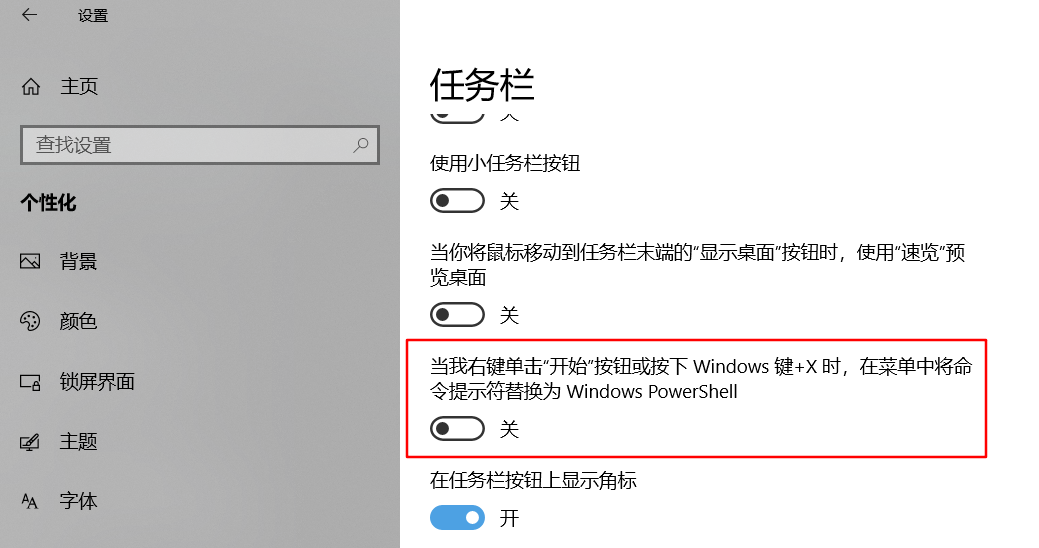 设置
主页
查找设置
个性化
背景
颜色
锁屏界面
主题
字体
任务栏
使用小任务栏按钮
关
当你将鼠标移动到任务栏末端的“显示桌面”按钮时，使用“速览”预
览桌面
关
当我右键单击“开始”按钮或按下 Windows 键+X 时，在菜单中将命
令提示符替换为 Windows PowerShell
关
在任务栏按钮上显示角标
开